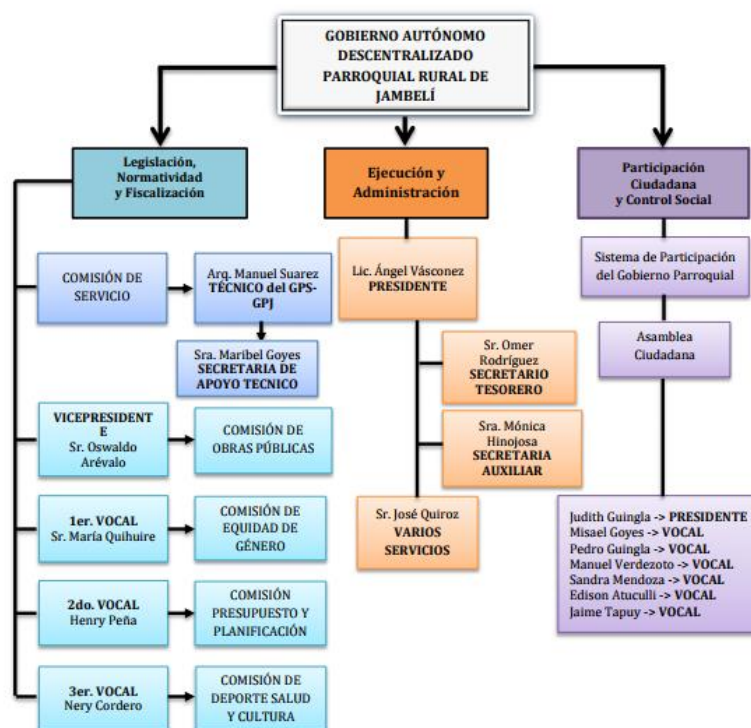 GOBIERNO AUTÓNOMO
DESCENTRALIZADO
PARROQUIAL RURAL DE
JAMBELÍ
Legislación,
Normatividad
y Fiscalización
COMISIÓN DE
SERVICIO
Arq. Manuel Suarez
TÉCNICO del GPS-
GPJ
Sra. Maribel Goyes
SECRETARIA DE
APOYO TECNICO
VICEPRESIDENT
E
Sr. Oswaldo
Arévalo
COMISIÓN DE
OBRAS PÚBLICAS
1er. VOCAL
Sr. María Quihuire
COMISIÓN DE
EQUIDAD DE
GÉNERO
2do. VOCAL
Henry Peña
COMISIÓN
PRESUPUESTO Y
PLANIFICACIÓN
3er. VOCAL
Nery Cordero
COMISIÓN DE
DEPORTE SALUD
Y CULTURA
Ejecución y
Administración
Lic. Ángel Vásconez
PRESIDENTE
Sr. Omer
Rodríguez
SECRETARIO
TESORERO
Sra. Mónica
Hinojosa
SECRETARIA
AUXILIAR
Sr. José Quiroz
VARIOS
SERVICIOS
Participación
Ciudadana
y Control Social
Sistema de Participación
del Gobierno Parroquial
Asamblea
Ciudadana
Judith Guingla -> PRESIDENTE
Misael Goyes -> VOCAL
Pedro Guingla -> VOCAL
Manuel Verdezoto -> VOCAL
Sandra Mendoza -> VOCAL
Edison Atuculli -> VOCAL
Jaime Tapuy -> VOCAL